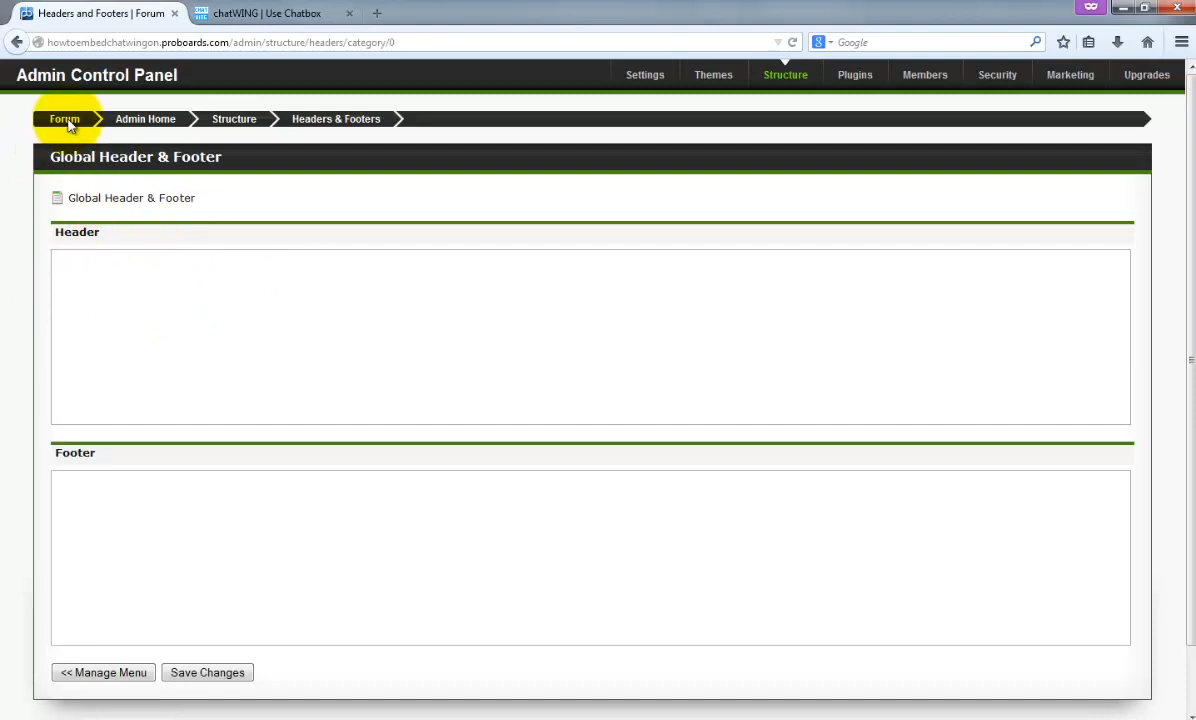 Headers and Footers | Forum
chatWING | Use Chatbox
howtoembedchatwingon.proboards.com/admin/structure/headers/category/0
Google
Admin Control Panel
Settings
Themes
Structure
Plugins
Members
Security
Marketing
Upgrades
Forum
Admin Home
Structure
Headers & Footers
Global Header & Footer
Global Header & Footer
Header
Footer
<< Manage Menu
Save Changes